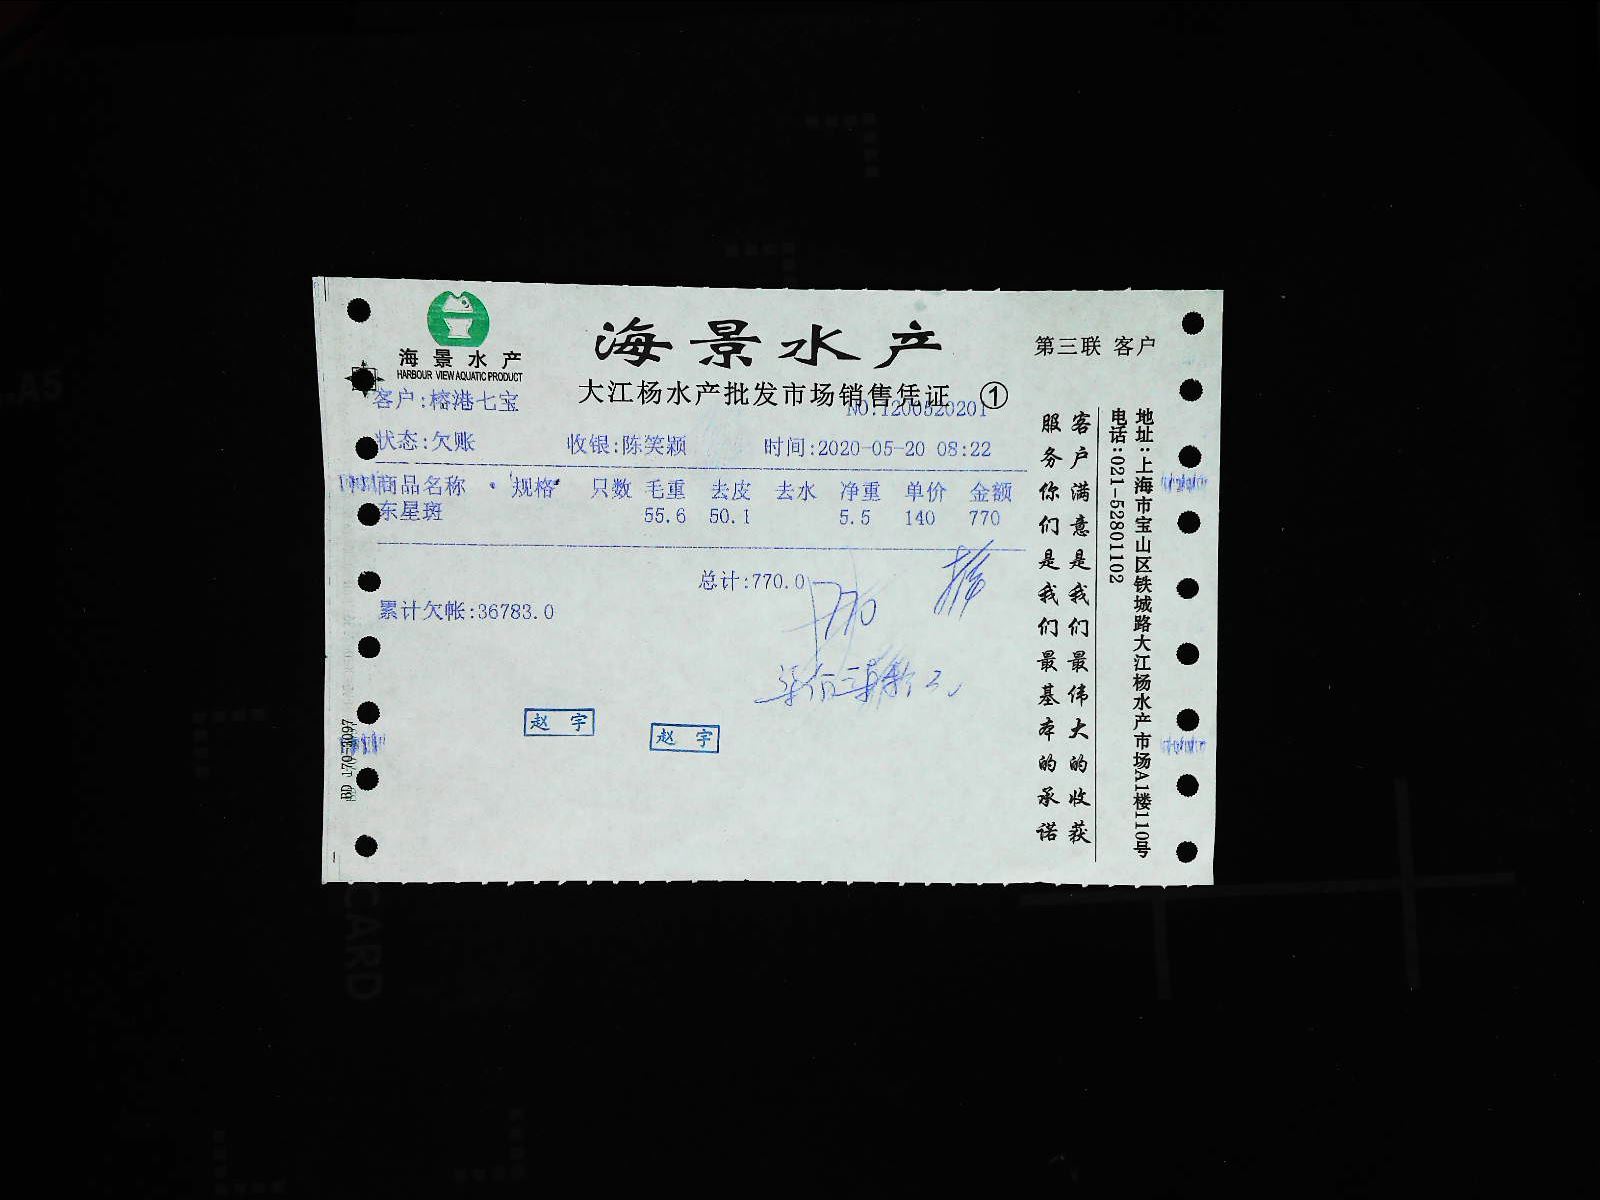 海景水产
HARBOUR VIEW AQUATIC PRODUCT
海景水产
第三联 客户
大江杨水产批发市场销售凭证 ①
NO:1200520201
客户:榕港七宝
状态:欠账 收银:陈笑颖 时间:2020-05-20 08:22
商品名称 规格 只数 毛重 去皮 去水 净重 单价 金额
东星斑 55.6 50.1 5.5 140 770
总计:770.0
累计欠帐:36783.0
770
赵宇
赵宇
客户满意是我们最伟大的收获
服务你们是我们最基本的承诺
地址:上海市宝山区铁城路大江杨水产市场A1楼110号
电话:021-52801102